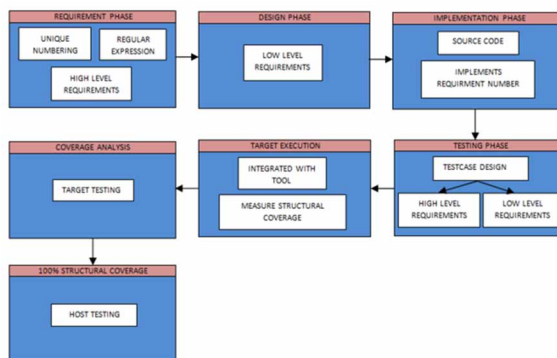 REQUIREMENT PHASE
UNIQUE
NUMBERING
REGULAR
EXPRESSION
HIGH LEVEL
REQUIREMENTS
DESIGN PHASE
LOW LEVEL
REQUIREMENTS
IMPLEMENTATION PHASE
SOURCE CODE
IMPLEMENTS
REQUIRMENT NUMBER
COVERAGE ANALYSIS
TARGET TESTING
TARGET EXECUTION
INTEGRATED WITH
TOOL
MEASURE STRUCTURAL
COVERAGE
TESTING PHASE
TESTCASE DESIGN
HIGH LEVEL
REQUIREMENTS
LOW LEVEL
REQUIREMENTS
100% STRUCTURAL COVERAGE
HOST TESTING